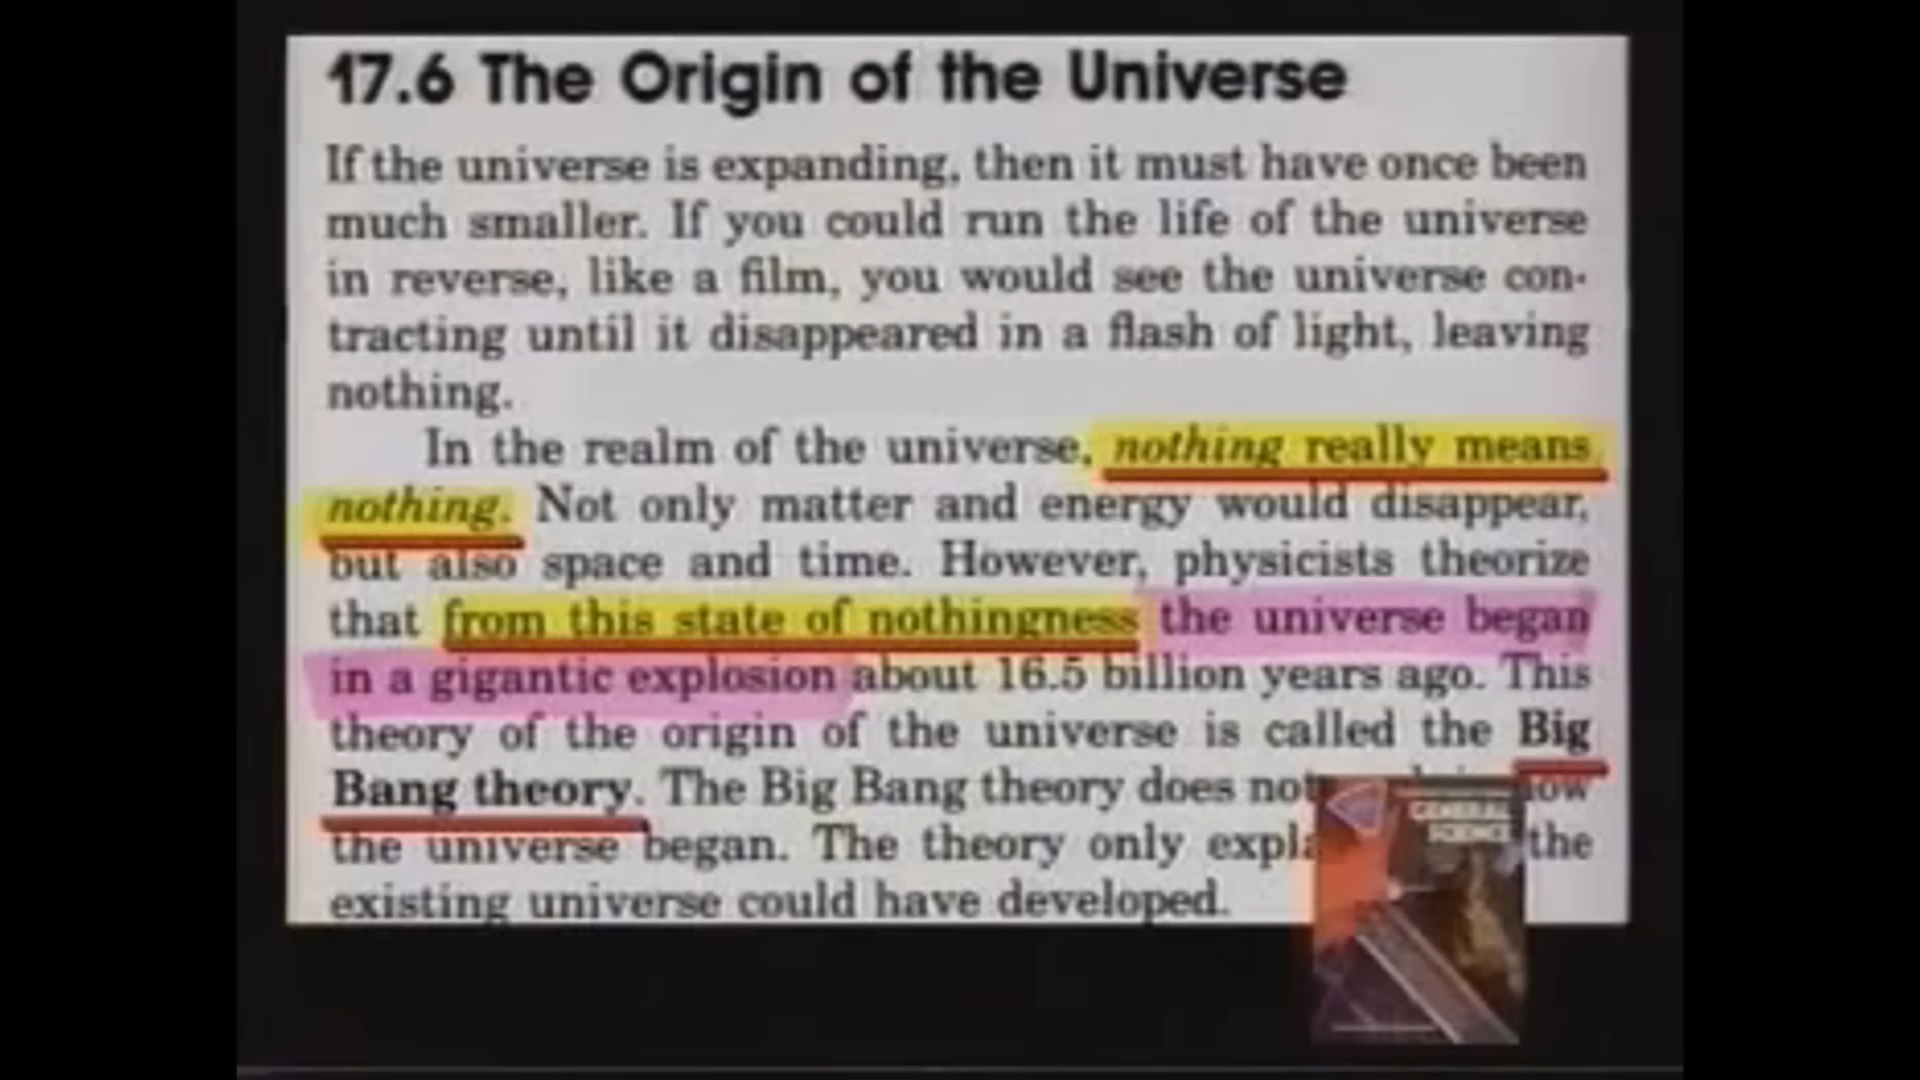 17.6 The Origin of the Universe
If the universe is expanding, then it must have once been
much smaller. If you could run the life of the universe
in reverse, like a film, you would see the universe con-
tracting until it disappeared in a flash of light, leaving
nothing.
In the realm of the universe, nothing really means
nothing. Not only matter and energy would disappear,
but also space and time. However, physicists theorize
that from this state of nothingness the universe began
in a gigantic explosion about 16.5 billion years ago. This
theory of the origin of the universe is called the Big
Bang theory. The Big Bang theory does not
the universe began. The theory only the
existing universe could have developed.
GENERAL
SCIENCE